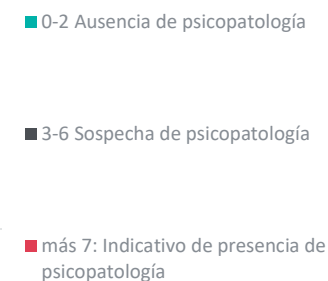 0-2 Ausencia de psicopatología
3-6 Sospecha de psicopatología
más 7: Indicativo de presencia de
psicopatología